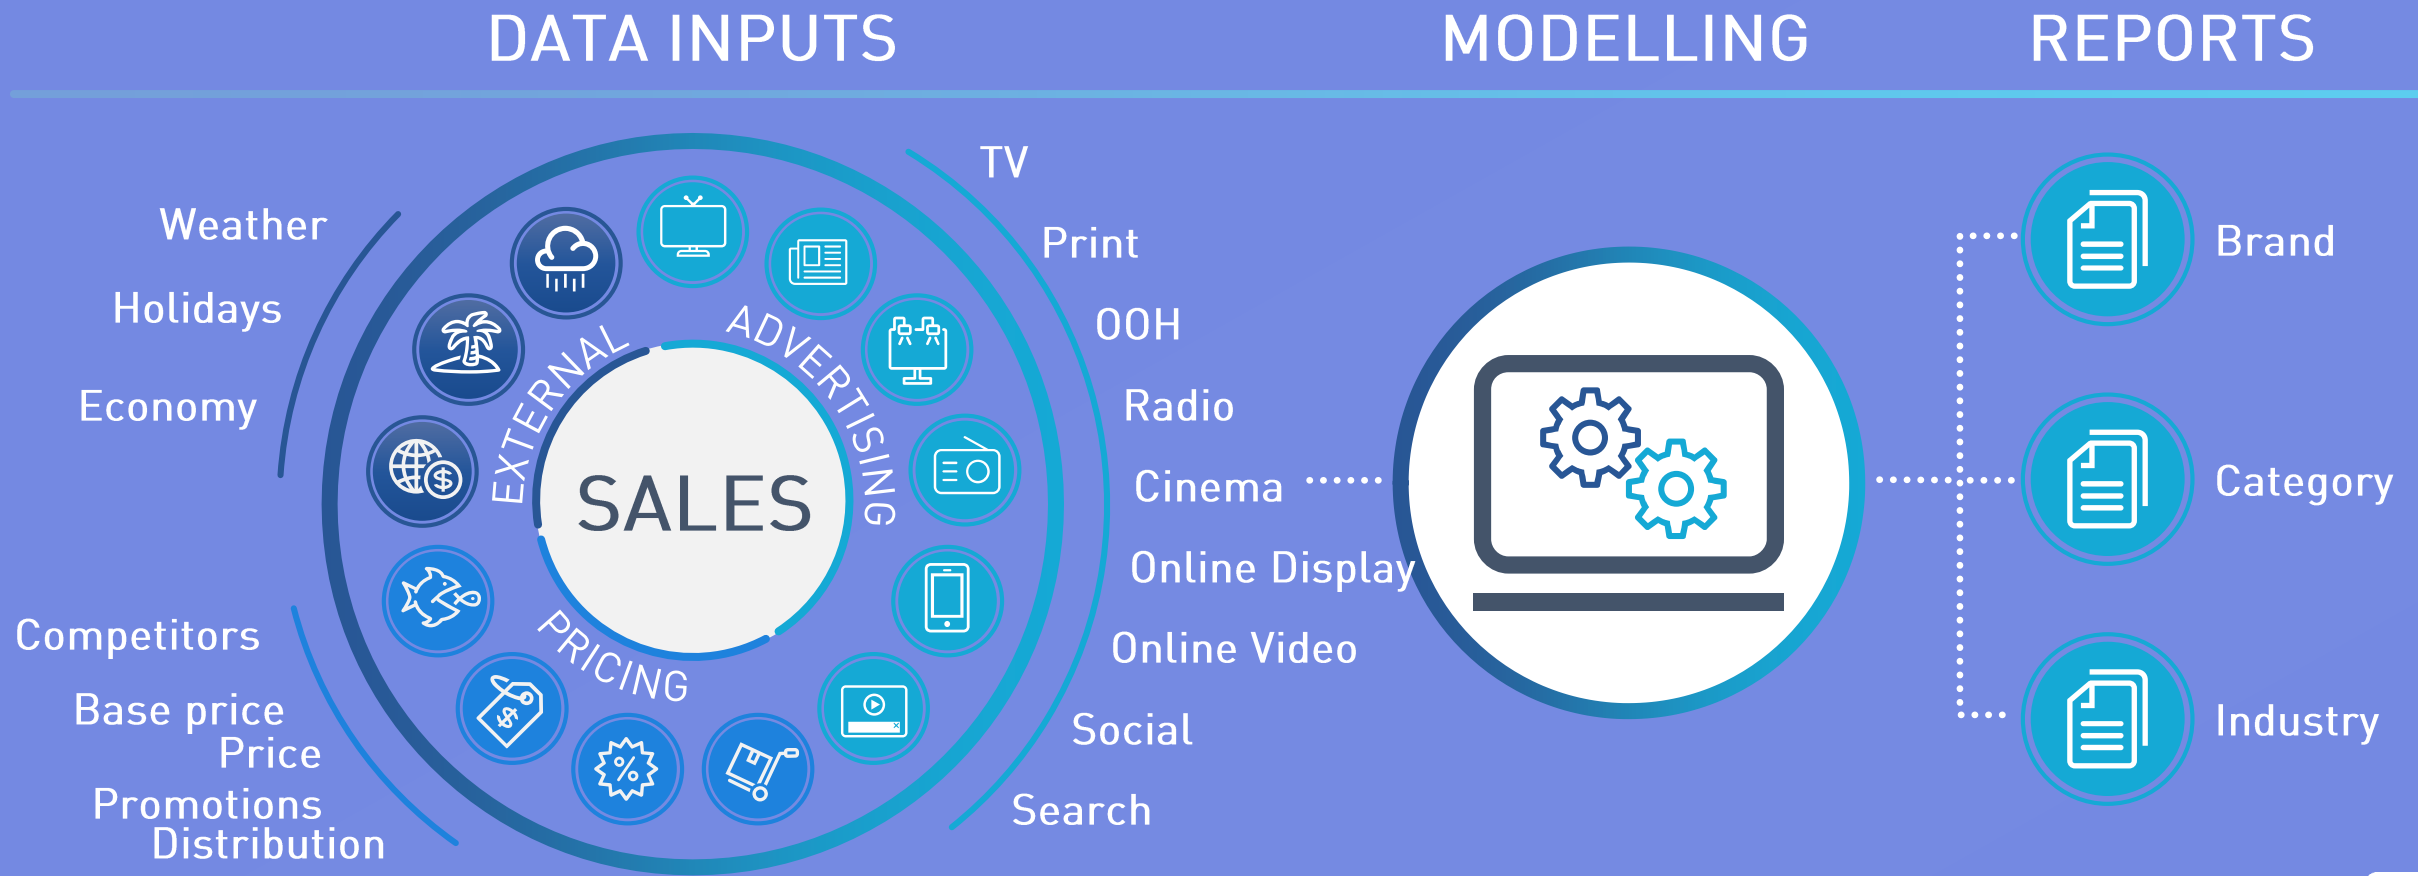 DATA INPUTS
MODELLING
REPORTS
Weather
Holidays
Economy
Competitors
Base price
Price
Promotions
Distribution
EXTERNAL
ADVERTISING
PRICING
SALES
TV
Print
OOH
Radio
Cinema
Online Display
Online Video
Social
Search
Brand
Category
Industry